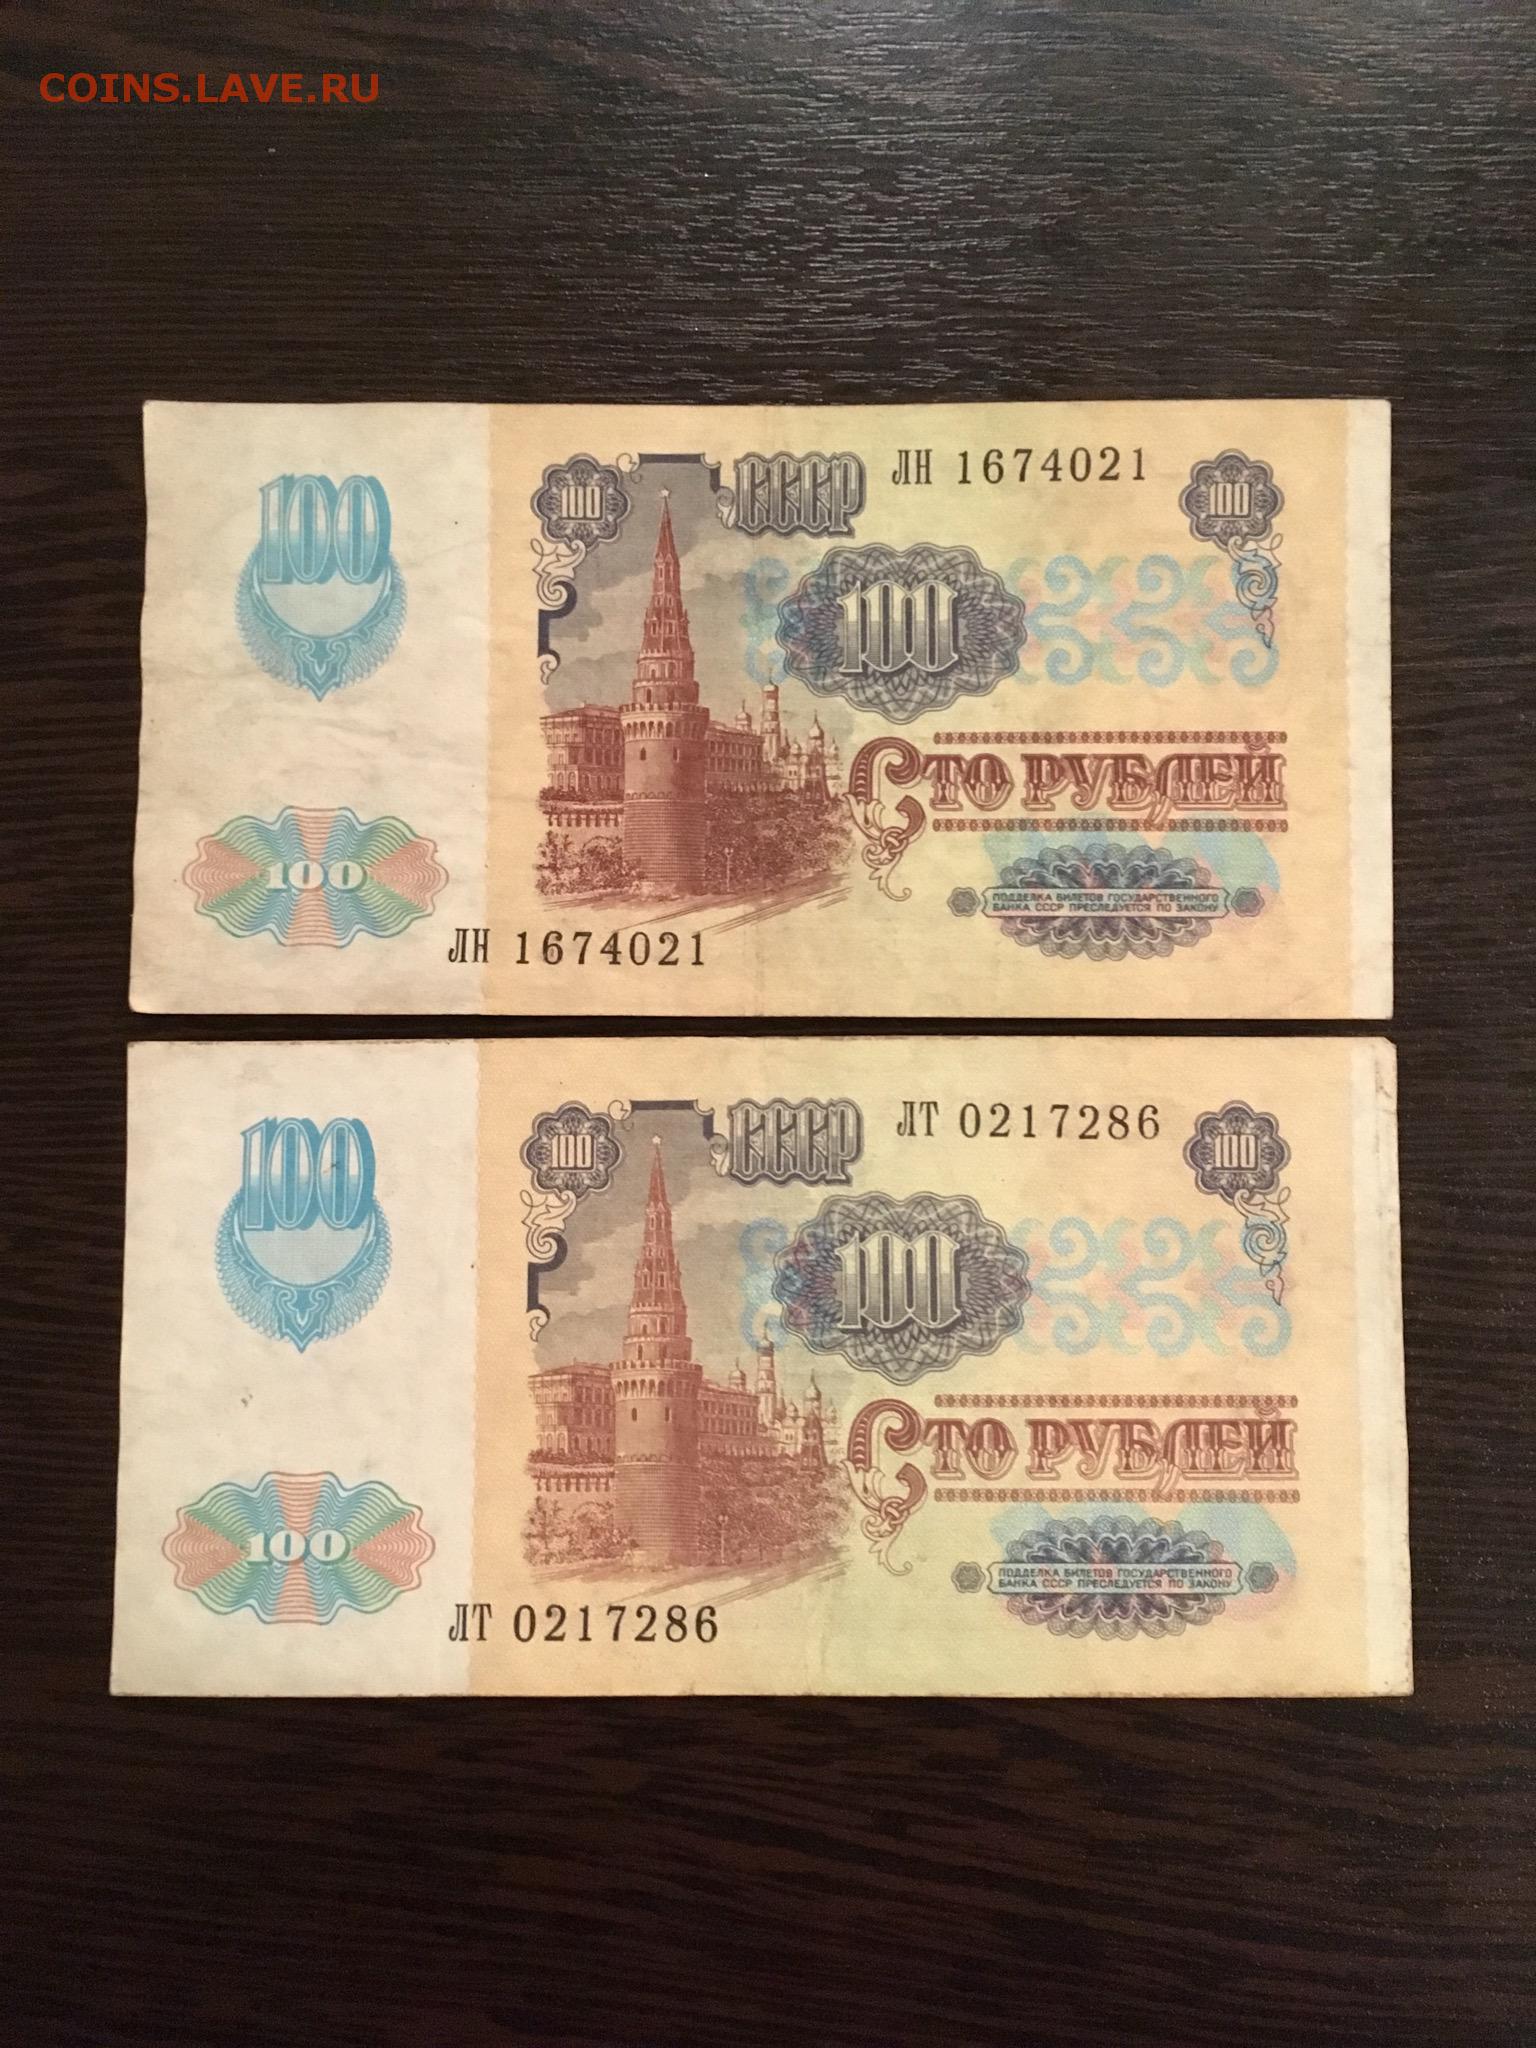 COINS.LAVE.RU
100
100
СССР
ЛН 1674021
100
100
СТО РУБЛЕЙ
100
ПОДДЕЛКА БИЛЕТОВ ГОСУДАРСТВЕННОГО
БАНКА СССР ПРЕСЛЕДУЕТСЯ ПО ЗАКОНУ
ЛН 1674021
100
100
СССР
ЛТ 0217286
100
100
СТО РУБЛЕЙ
100
ПОДДЕЛКА БИЛЕТОВ ГОСУДАРСТВЕННОГО
БАНКА СССР ПРЕСЛЕДУЕТСЯ ПО ЗАКОНУ
ЛТ 0217286